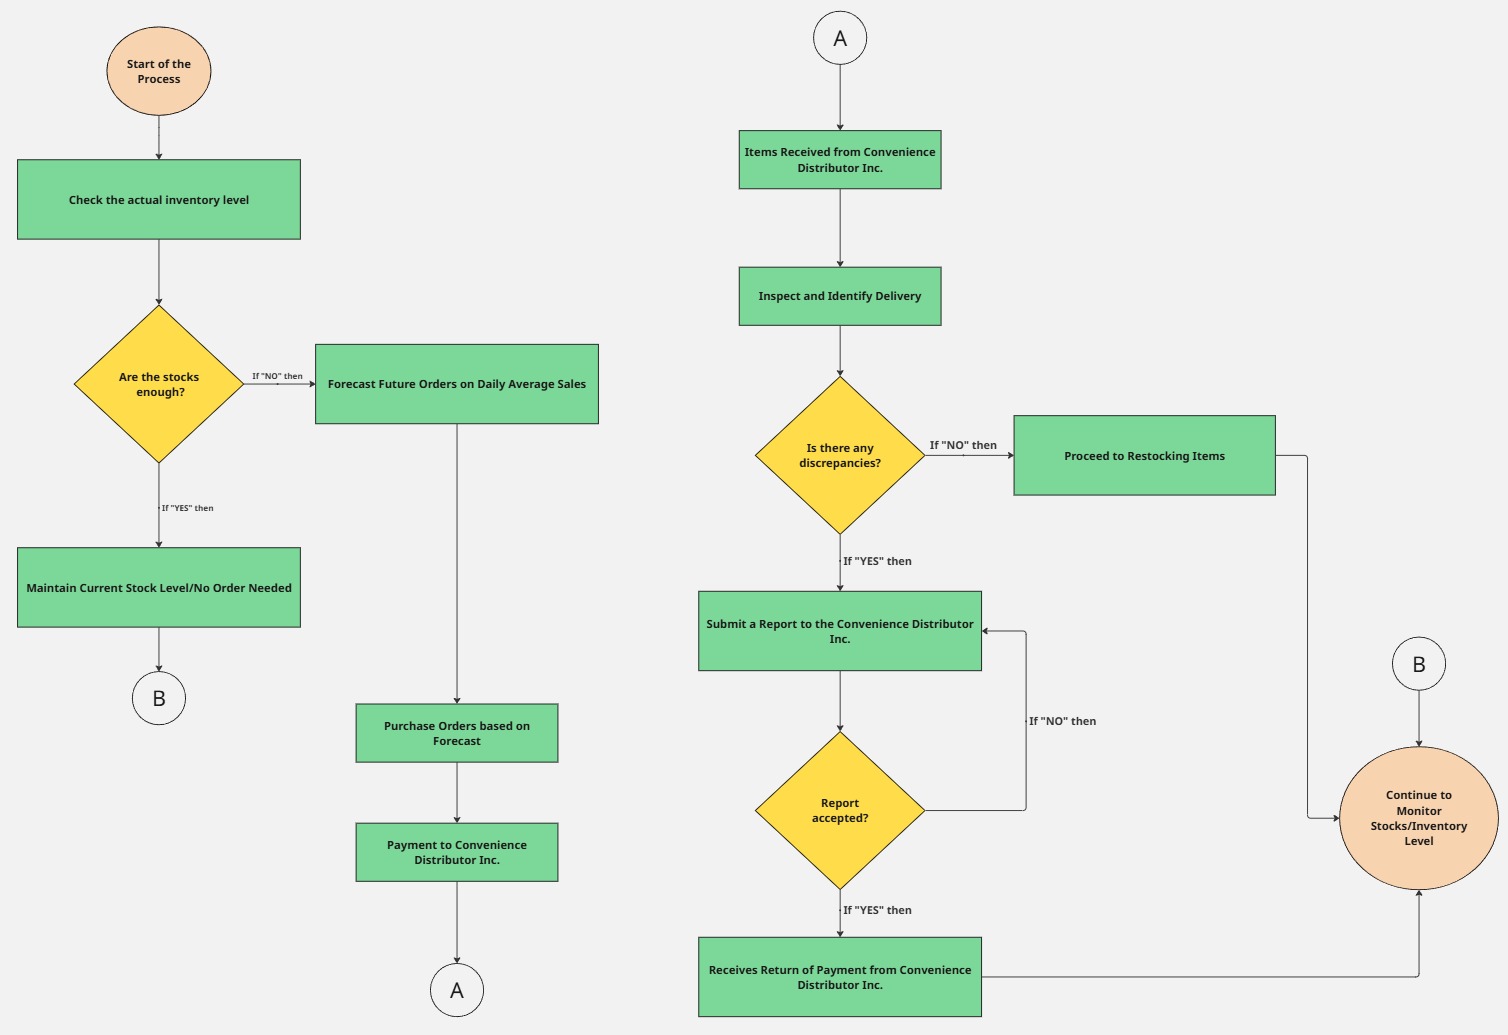 Start of the
Process
Check the actual inventory level
Are the stocks
enough?
If "NO" then
Forecast Future Orders on Daily Average Sales
If "YES" then
Maintain Current Stock Level/No Order Needed
B
Purchase Orders based on
Forecast
Payment to Convenience
Distributor Inc.
A
A
Items Received from Convenience
Distributor Inc.
Inspect and Identify Delivery
Is there any
discrepancies?
If "NO" then
Proceed to Restocking Items
If "YES" then
Submit a Report to the Convenience Distributor
Inc.
If "NO" then
Report
accepted?
If "YES" then
Receives Return of Payment from Convenience
Distributor Inc.
B
Continue to
Monitor
Stocks/Inventory
Level